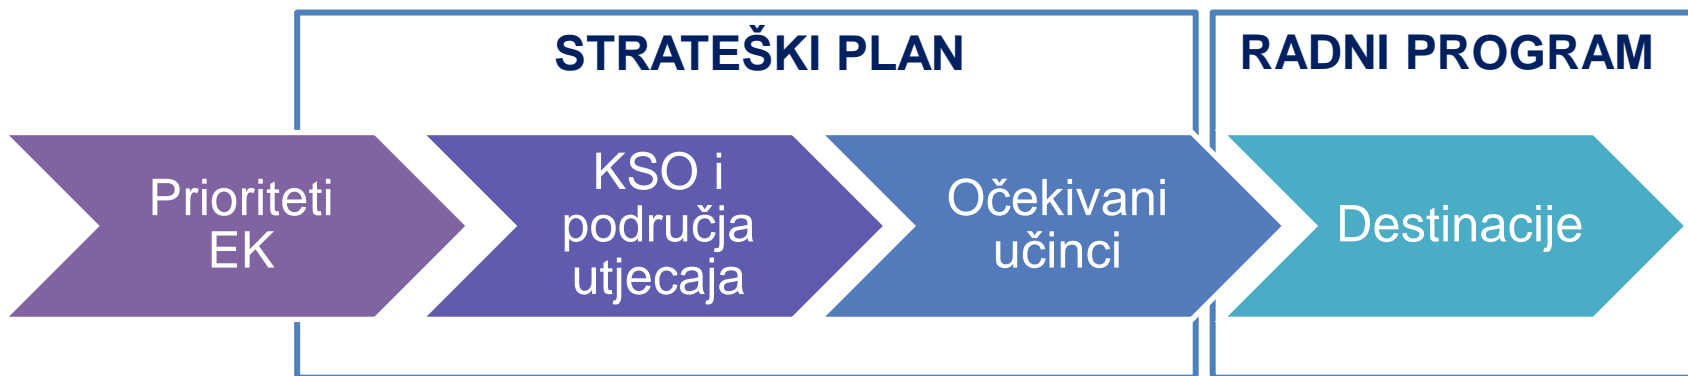 STRATEŠKI PLAN
RADNI PROGRAM
Prioriteti
EK
KSO i
područja
utjecaja
Očekivani
učinci
Destinacije